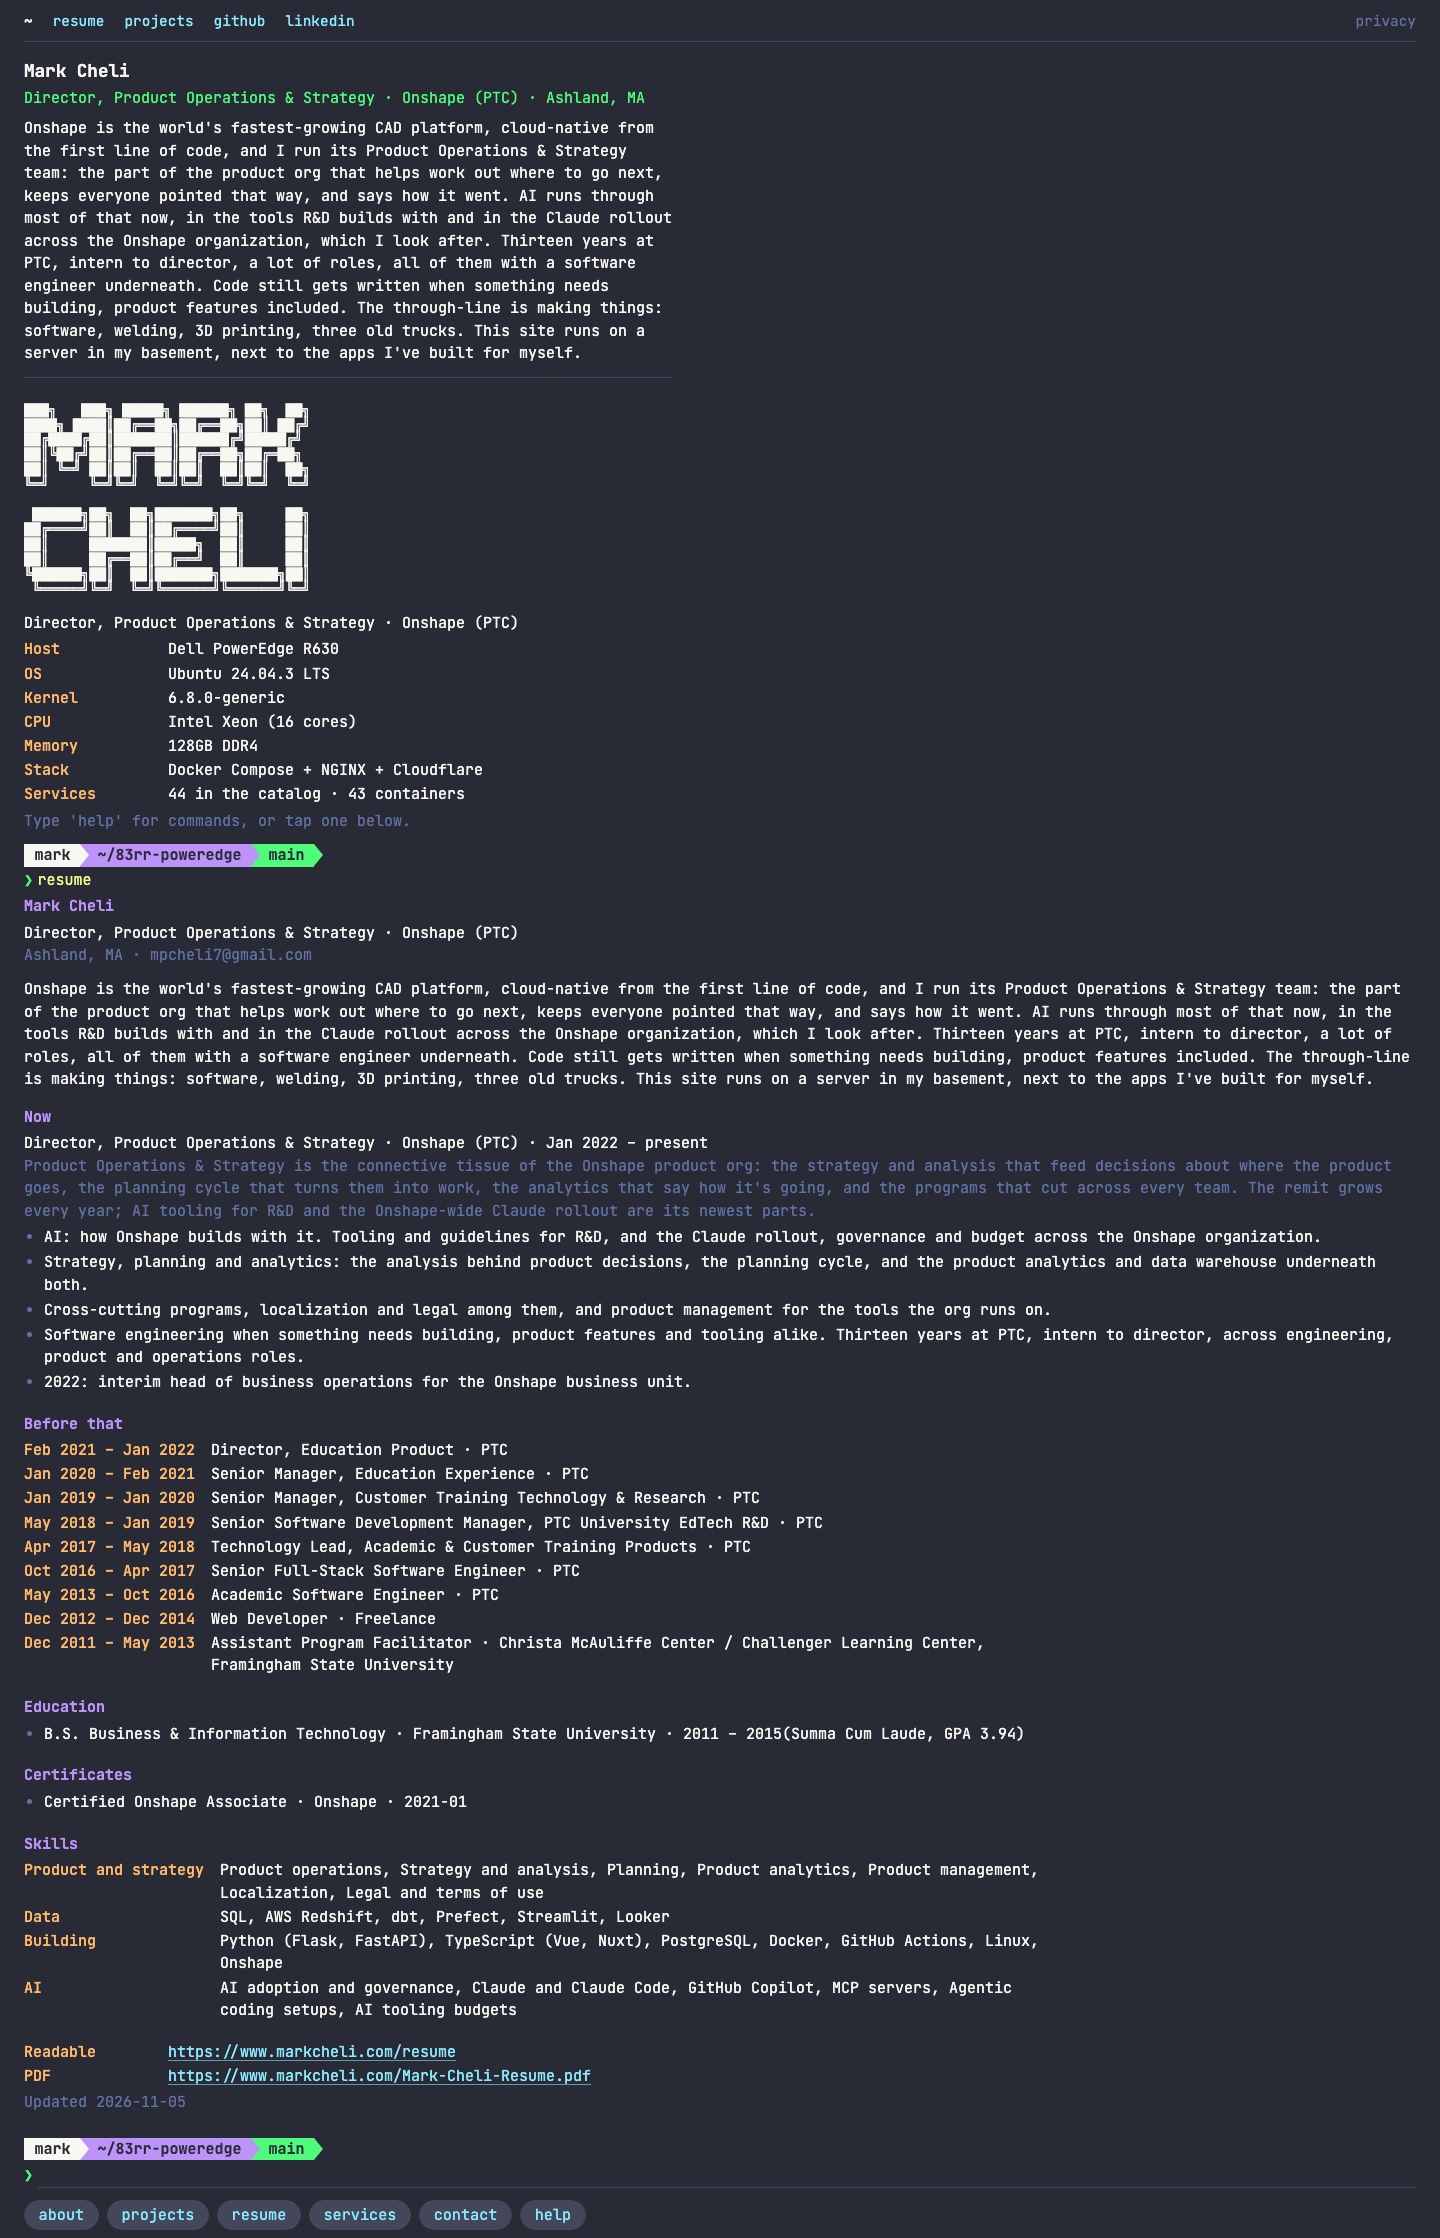 ~ resume projects github linkedin privacy
Mark Cheli
Director, Product Operations & Strategy · Onshape (PTC) · Ashland, MA
Onshape is the world's fastest-growing CAD platform, cloud-native from
the first line of code, and I run its Product Operations & Strategy
team: the part of the product org that helps work out where to go next,
keeps everyone pointed that way, and says how it went. AI runs through
most of that now, in the tools R&D builds with and in the Claude rollout
across the Onshape organization, which I look after. Thirteen years at
PTC, intern to director, a lot of roles, all of them with a software
engineer underneath. Code still gets written when something needs
building, product features included. The through-line is making things:
software, welding, 3D printing, three old trucks. This site runs on a
server in my basement, next to the apps I've built for myself.
MARK
CHELI
Director, Product Operations & Strategy · Onshape (PTC)
Host Dell PowerEdge R630
OS Ubuntu 24.04.3 LTS
Kernel 6.8.0-generic
CPU Intel Xeon (16 cores)
Memory 128GB DDR4
Stack Docker Compose + NGINX + Cloudflare
Services 44 in the catalog · 43 containers
Type 'help' for commands, or tap one below.
mark ~/83rr-poweredge main
❯ resume
Mark Cheli
Director, Product Operations & Strategy · Onshape (PTC)
Ashland, MA · mpcheli7@gmail.com
Onshape is the world's fastest-growing CAD platform, cloud-native from the first line of code, and I run its Product Operations & Strategy team: the part
of the product org that helps work out where to go next, keeps everyone pointed that way, and says how it went. AI runs through most of that now, in the
tools R&D builds with and in the Claude rollout across the Onshape organization, which I look after. Thirteen years at PTC, intern to director, a lot of
roles, all of them with a software engineer underneath. Code still gets written when something needs building, product features included. The through-line
is making things: software, welding, 3D printing, three old trucks. This site runs on a server in my basement, next to the apps I've built for myself.
Now
Director, Product Operations & Strategy · Onshape (PTC) · Jan 2022 – present
Product Operations & Strategy is the connective tissue of the Onshape product org: the strategy and analysis that feed decisions about where the product
goes, the planning cycle that turns them into work, the analytics that say how it's going, and the programs that cut across every team. The remit grows
every year; AI tooling for R&D and the Onshape-wide Claude rollout are its newest parts.
• AI: how Onshape builds with it. Tooling and guidelines for R&D, and the Claude rollout, governance and budget across the Onshape organization.
• Strategy, planning and analytics: the analysis behind product decisions, the planning cycle, and the product analytics and data warehouse underneath
both.
• Cross-cutting programs, localization and legal among them, and product management for the tools the org runs on.
• Software engineering when something needs building, product features and tooling alike. Thirteen years at PTC, intern to director, across engineering,
product and operations roles.
• 2022: interim head of business operations for the Onshape business unit.
Before that
Feb 2021 – Jan 2022 Director, Education Product · PTC
Jan 2020 – Feb 2021 Senior Manager, Education Experience · PTC
Jan 2019 – Jan 2020 Senior Manager, Customer Training Technology & Research · PTC
May 2018 – Jan 2019 Senior Software Development Manager, PTC University EdTech R&D · PTC
Apr 2017 – May 2018 Technology Lead, Academic & Customer Training Products · PTC
Oct 2016 – Apr 2017 Senior Full-Stack Software Engineer · PTC
May 2013 – Oct 2016 Academic Software Engineer · PTC
Dec 2012 – Dec 2014 Web Developer · Freelance
Dec 2011 – May 2013 Assistant Program Facilitator · Christa McAuliffe Center / Challenger Learning Center,
Framingham State University
Education
• B.S. Business & Information Technology · Framingham State University · 2011 – 2015(Summa Cum Laude, GPA 3.94)
Certificates
• Certified Onshape Associate · Onshape · 2021-01
Skills
Product and strategy Product operations, Strategy and analysis, Planning, Product analytics, Product management,
Localization, Legal and terms of use
Data SQL, AWS Redshift, dbt, Prefect, Streamlit, Looker
Building Python (Flask, FastAPI), TypeScript (Vue, Nuxt), PostgreSQL, Docker, GitHub Actions, Linux,
Onshape
AI AI adoption and governance, Claude and Claude Code, GitHub Copilot, MCP servers, Agentic
coding setups, AI tooling budgets
Readable https://www.markcheli.com/resume
PDF https://www.markcheli.com/Mark-Cheli-Resume.pdf
Updated 2026-11-05
mark ~/83rr-poweredge main
❯
about projects resume services contact help